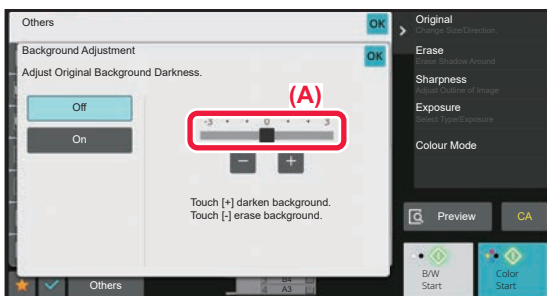 Others
OK
Background Adjustment
OK
Adjust Original Background Darkness.
Off
On
(A)
-3 • • 0 • • 3
−
+
Touch [+] darken background.
Touch [-] erase background.
Others
B4
4 A3
Original
Change Size/Direction.
Erase
Erase Shadow Around
Sharpness
Adjust Outline of Image
Exposure
Select Type/Exposure
Colour Mode
Preview
CA
B/W
Start
Color
Start